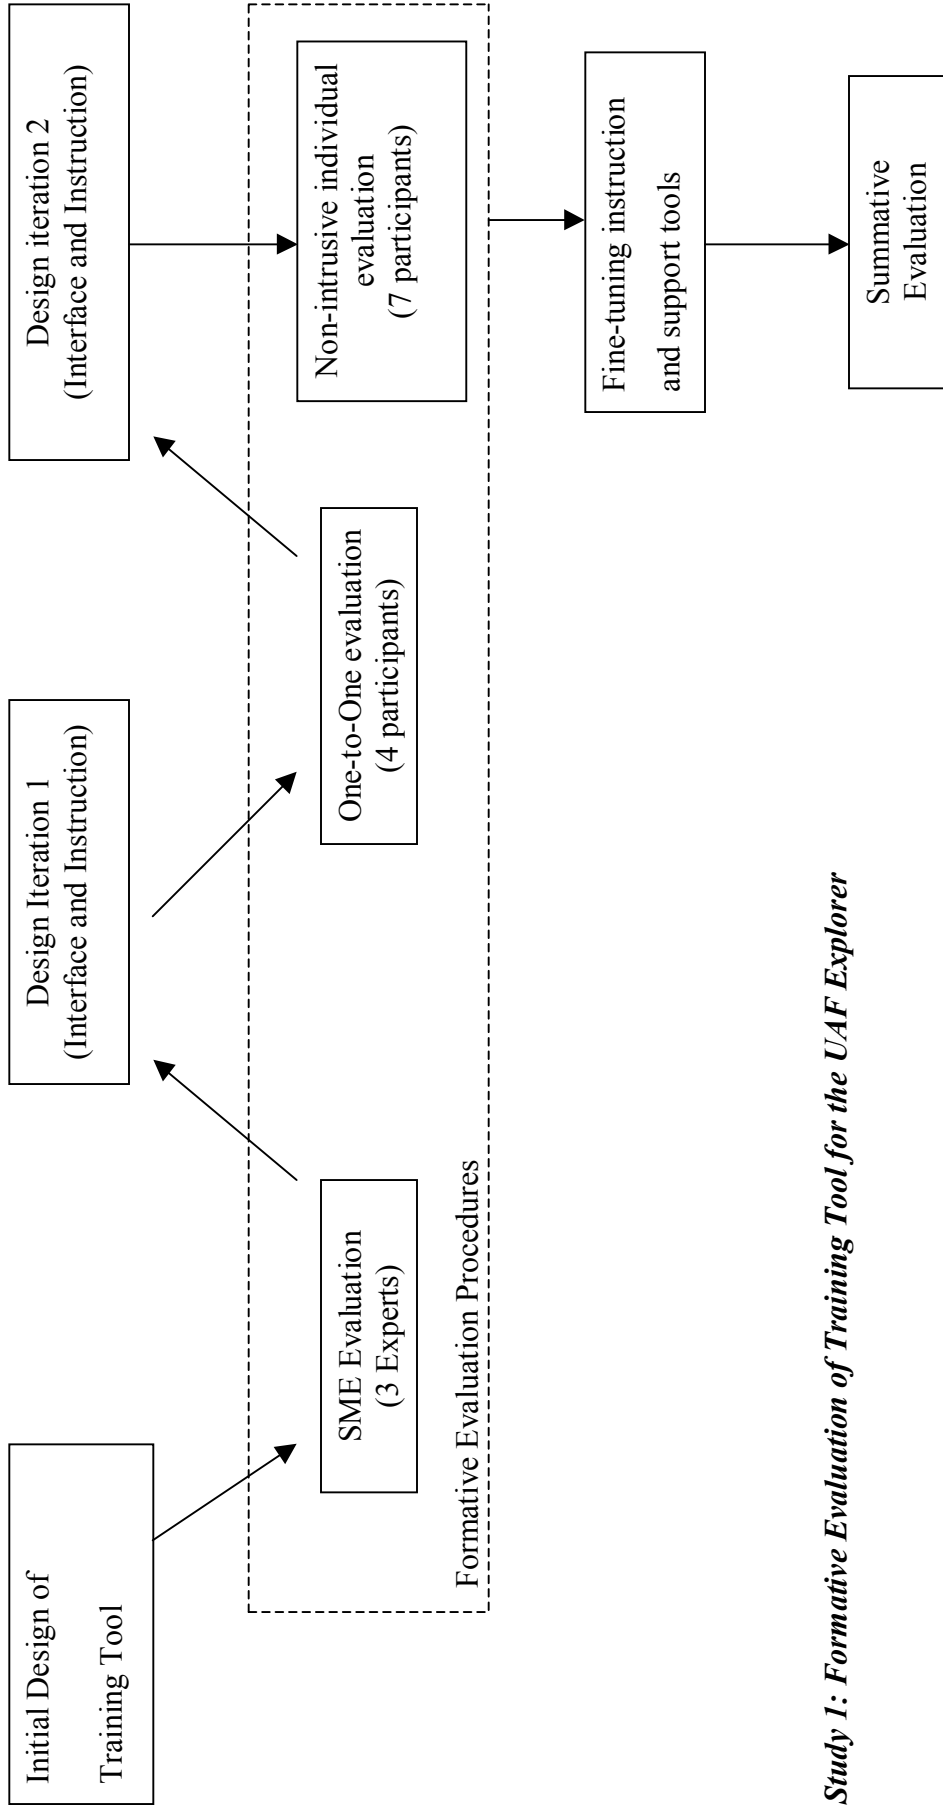 Initial Design of
Training Tool
Design Iteration 1
(Interface and Instruction)
Design iteration 2
(Interface and Instruction)
SME Evaluation
(3 Experts)
One-to-One evaluation
(4 participants)
Non-intrusive individual
evaluation
(7 participants)
Formative Evaluation Procedures
Fine-tuning instruction
and support tools
Summative
Evaluation
Study 1: Formative Evaluation of Training Tool for the UAF Explorer